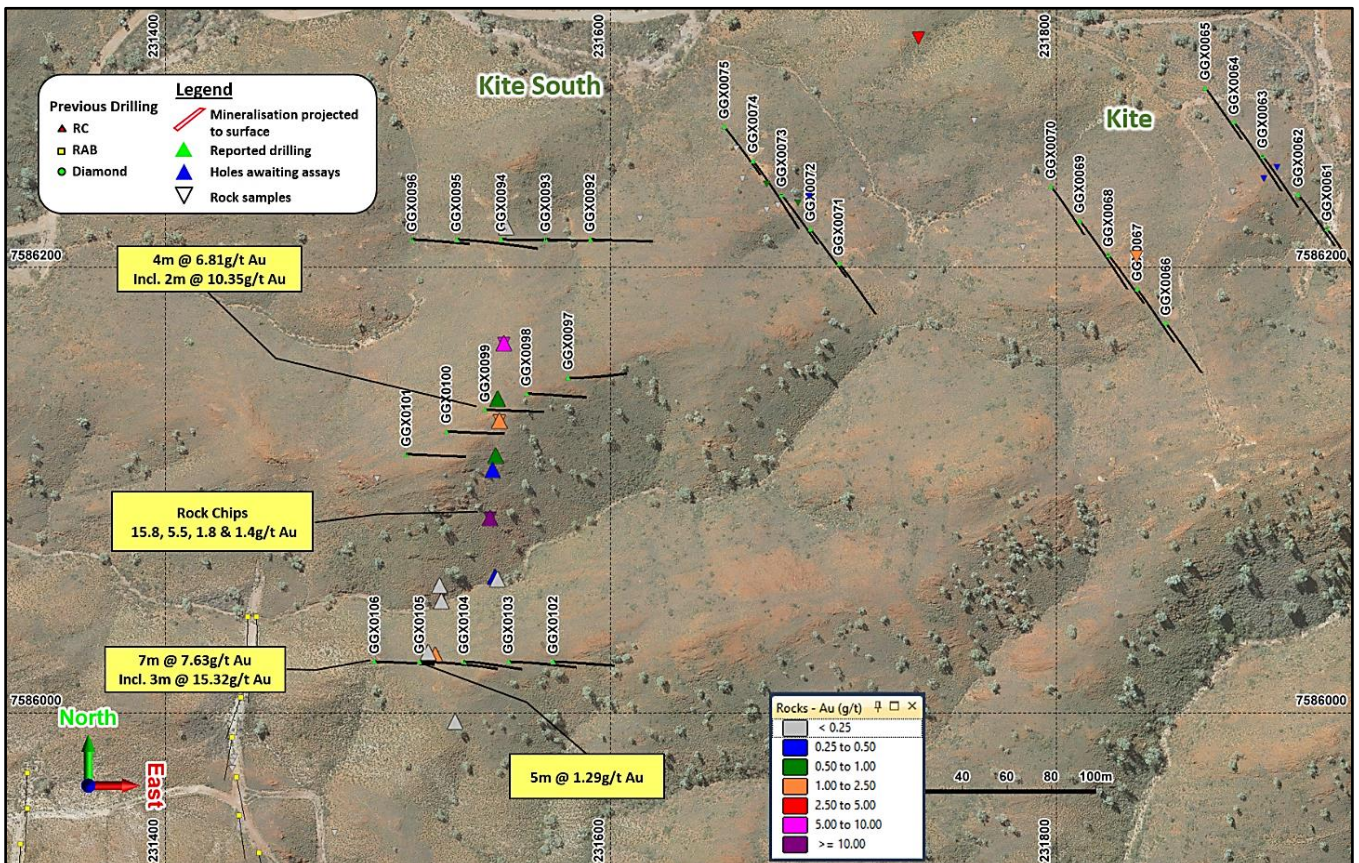 231400
231600
231800
Legend
Previous Drilling
RC
RAB
Diamond
Mineralisation projected
to surface
Reported drilling
Holes awaiting assays
Rock samples
Kite South
Kite
GGX0075
GGX0074
GGX0073
GGX0072
GGX0071
GGX0070
GGX0069
GGX0068
GGX0067
GGX0066
GGX0065
GGX0064
GGX0063
GGX0062
GGX0061
GGX0096
GGX0095
GGX0094
GGX0093
GGX0092
7586200
7586200
4m @ 6.81g/t Au
Incl. 2m @ 10.35g/t Au
GGX0101
GGX0100
GGX0099
GGX0098
GGX0097
Rock Chips
15.8, 5.5, 1.8 & 1.4g/t Au
GGX0106
GGX0105
GGX0104
GGX0103
GGX0102
7m @ 7.63g/t Au
Incl. 3m @ 15.32g/t Au
7586000
7586000
North
East
5m @ 1.29g/t Au
Rocks - Au (g/t)
< 0.25
0.25 to 0.50
0.50 to 1.00
1.00 to 2.50
2.50 to 5.00
5.00 to 10.00
>= 10.00
40
60
80
100m
231400
231600
231800